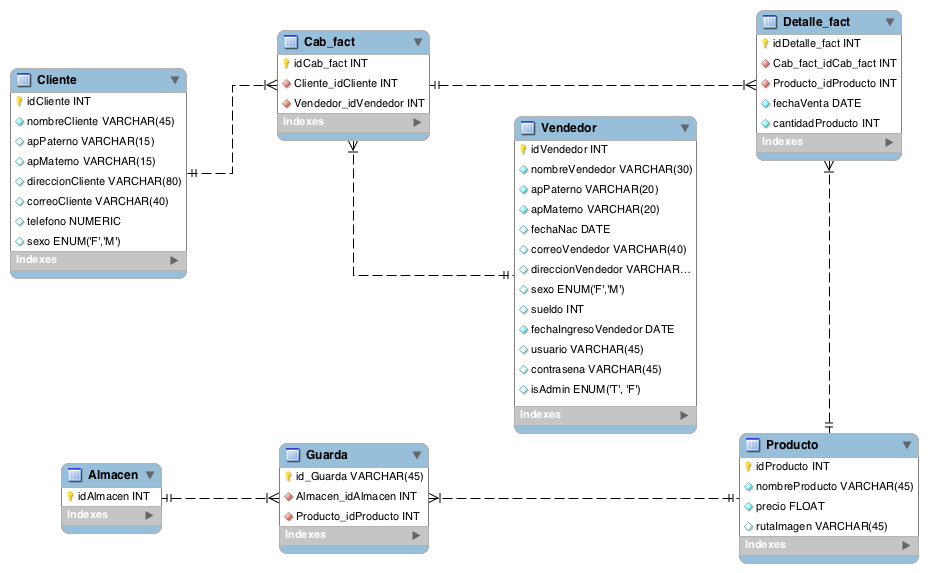 Cliente
idCliente INT
nombreCliente VARCHAR(45)
apPaterno VARCHAR(15)
apMaterno VARCHAR(15)
direccionCliente VARCHAR(80)
correoCliente VARCHAR(40)
telefono NUMERIC
sexo ENUM('F','M')
Indexes
Cab_fact
idCab_fact INT
Cliente_idCliente INT
Vendedor_idVendedor INT
Indexes
Detalle_fact
idDetalle_fact INT
Cab_fact_idCab_fact INT
Producto_idProducto INT
fechaVenta DATE
cantidadProducto INT
Indexes
Vendedor
idVendedor INT
nombreVendedor VARCHAR(30)
apPaterno VARCHAR(20)
apMaterno VARCHAR(20)
fechaNac DATE
correoVendedor VARCHAR(40)
direccionVendedor VARCHAR...
sexo ENUM('F','M')
sueldo INT
fechaIngresoVendedor DATE
usuario VARCHAR(45)
contrasena VARCHAR(45)
isAdmin ENUM('T', 'F')
Indexes
Almacen
idAlmacen INT
Indexes
Guarda
id_Guarda VARCHAR(45)
Almacen_idAlmacen INT
Producto_idProducto INT
Indexes
Producto
idProducto INT
nombreProducto VARCHAR(45)
precio FLOAT
rutaImagen VARCHAR(45)
Indexes